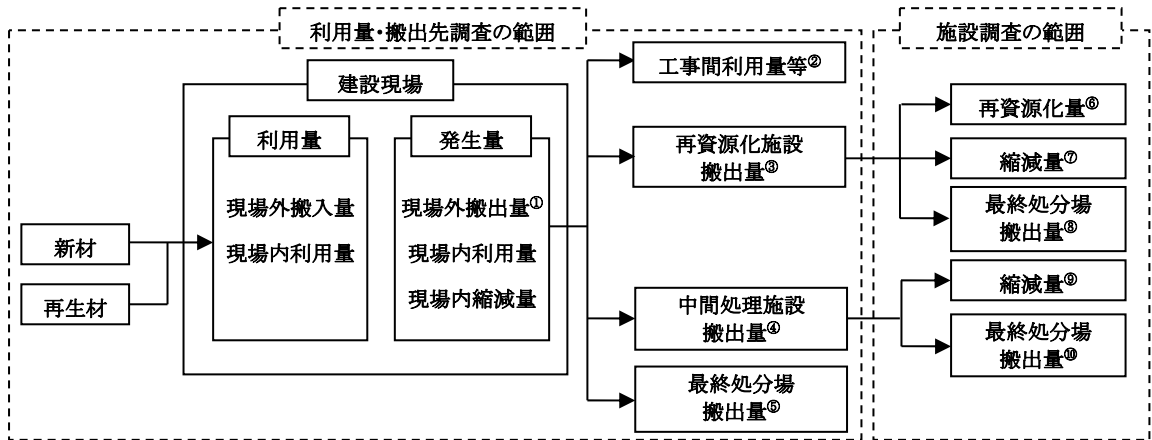 利用量・搬出先調査の範囲
施設調査の範囲
建設現場
利用量
現場外搬入量
現場内利用量
発生量
現場外搬出量①
現場内利用量
現場内縮減量
新材
再生材
工事間利用量等②
再資源化施設
搬出量③
中間処理施設
搬出量④
最終処分場
搬出量⑤
再資源化量⑥
縮減量⑦
最終処分場
搬出量⑧
縮減量⑨
最終処分場
搬出量⑩